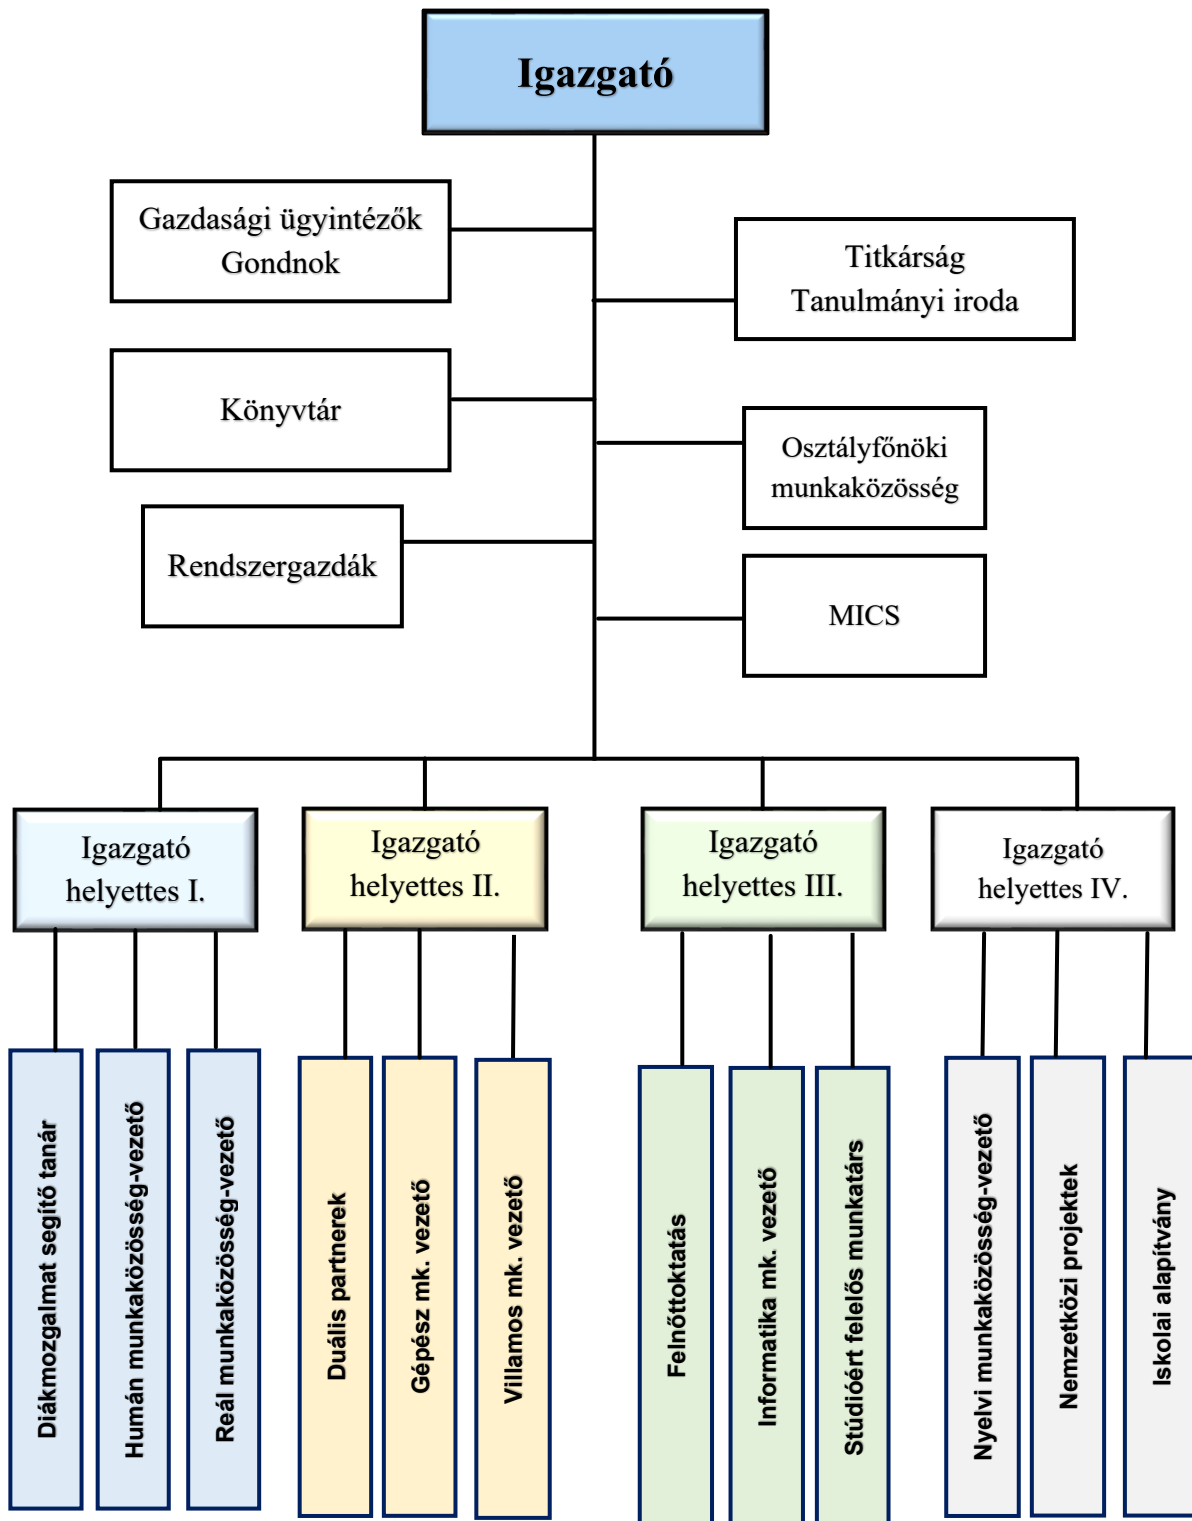 Igazgató
Gazdasági ügyintézők
Gondnok
Titkárság
Tanulmányi iroda
Könyvtár
Osztályfőnöki
munkaközösség
Rendszergazdák
MICS
Igazgató
helyettes I.
Igazgató
helyettes II.
Igazgató
helyettes III.
Igazgató
helyettes IV.
Diákmozgalmat segítő tanár
Humán munkaközösség-vezető
Reál munkaközösség-vezető
Duális partnerek
Gépész mk. vezető
Villamos mk. vezető
Felnőttoktatás
Informatika mk. vezető
Stúdióért felelős munkatárs
Nyelvi munkaközösség-vezető
Nemzetközi projektek
Iskolai alapítvány